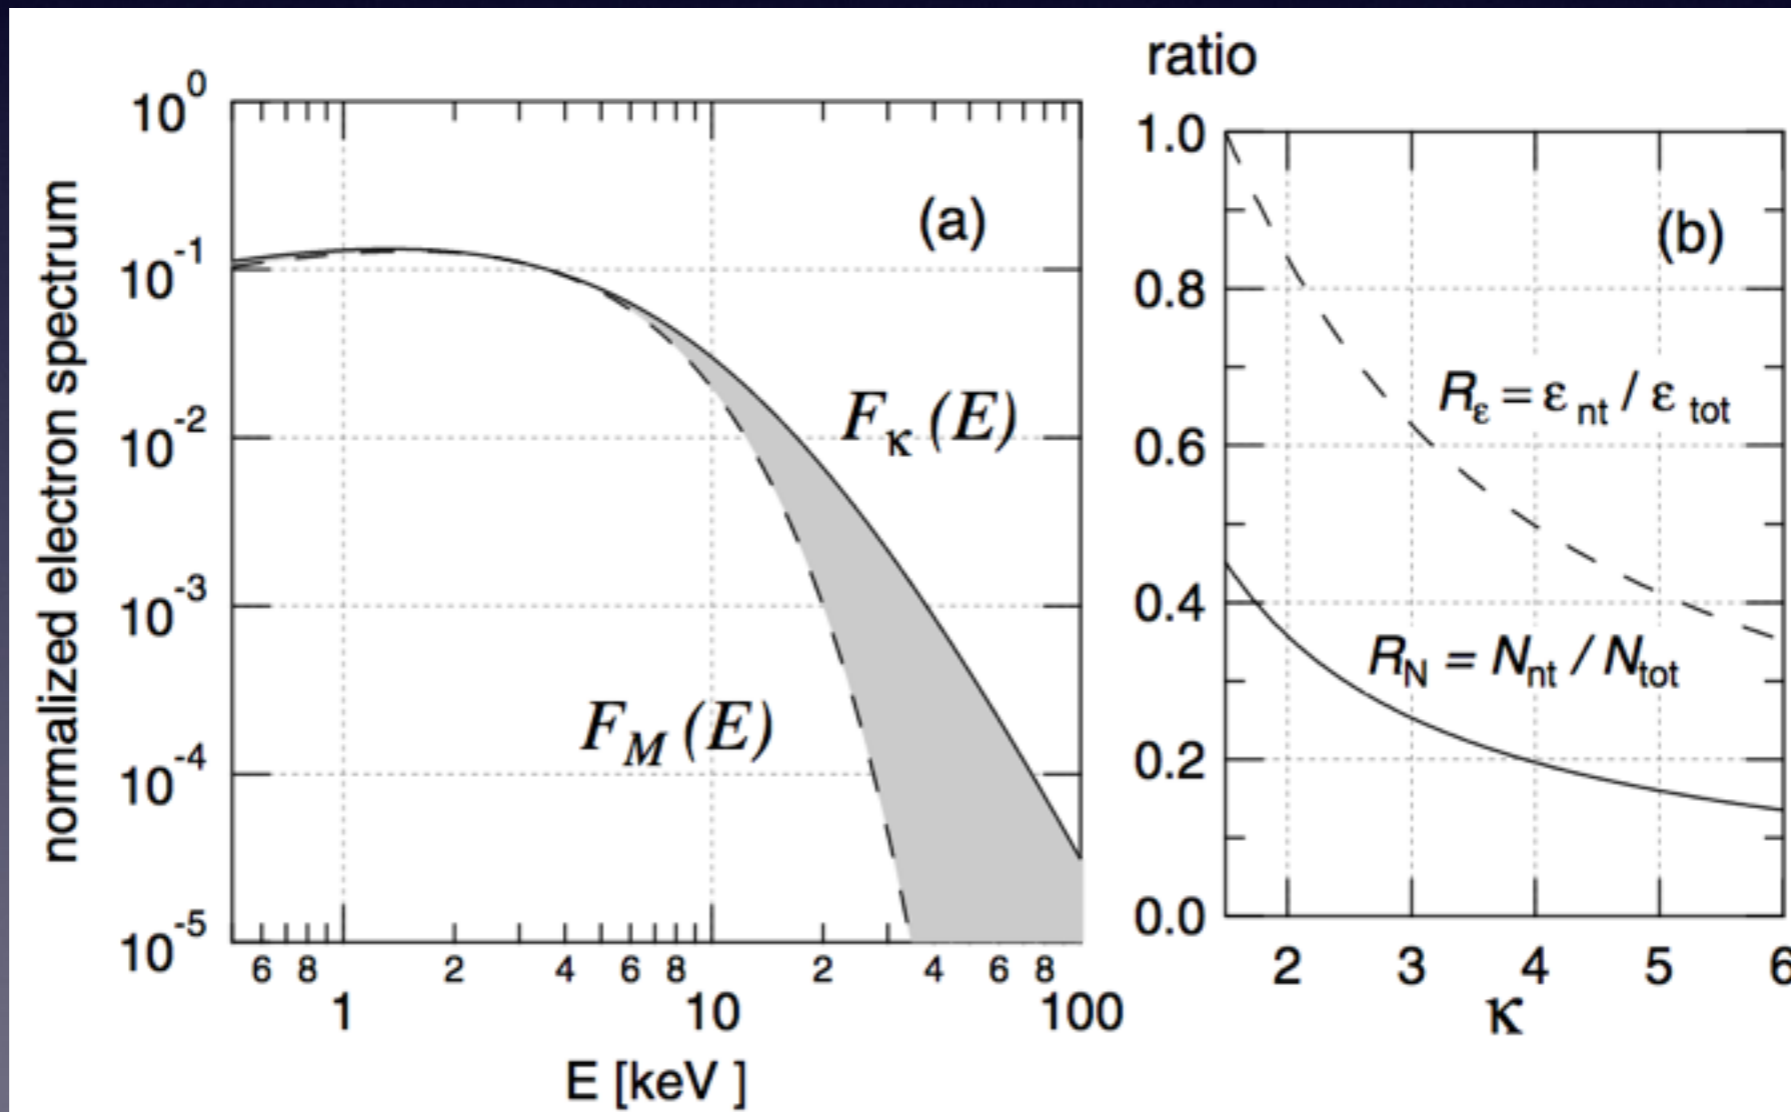 ratio
10^0
10^-1
10^-2
10^-3
10^-4
10^-5
normalized electron spectrum
(a)
F_κ (E)
F_M (E)
6 8 2 4 6 8 2 4 6 8
1 10 100
E [keV ]
1.0
0.8
0.6
0.4
0.2
0.0
(b)
R_ε = ε_nt / ε_tot
R_N = N_nt / N_tot
2 3 4 5 6
κ